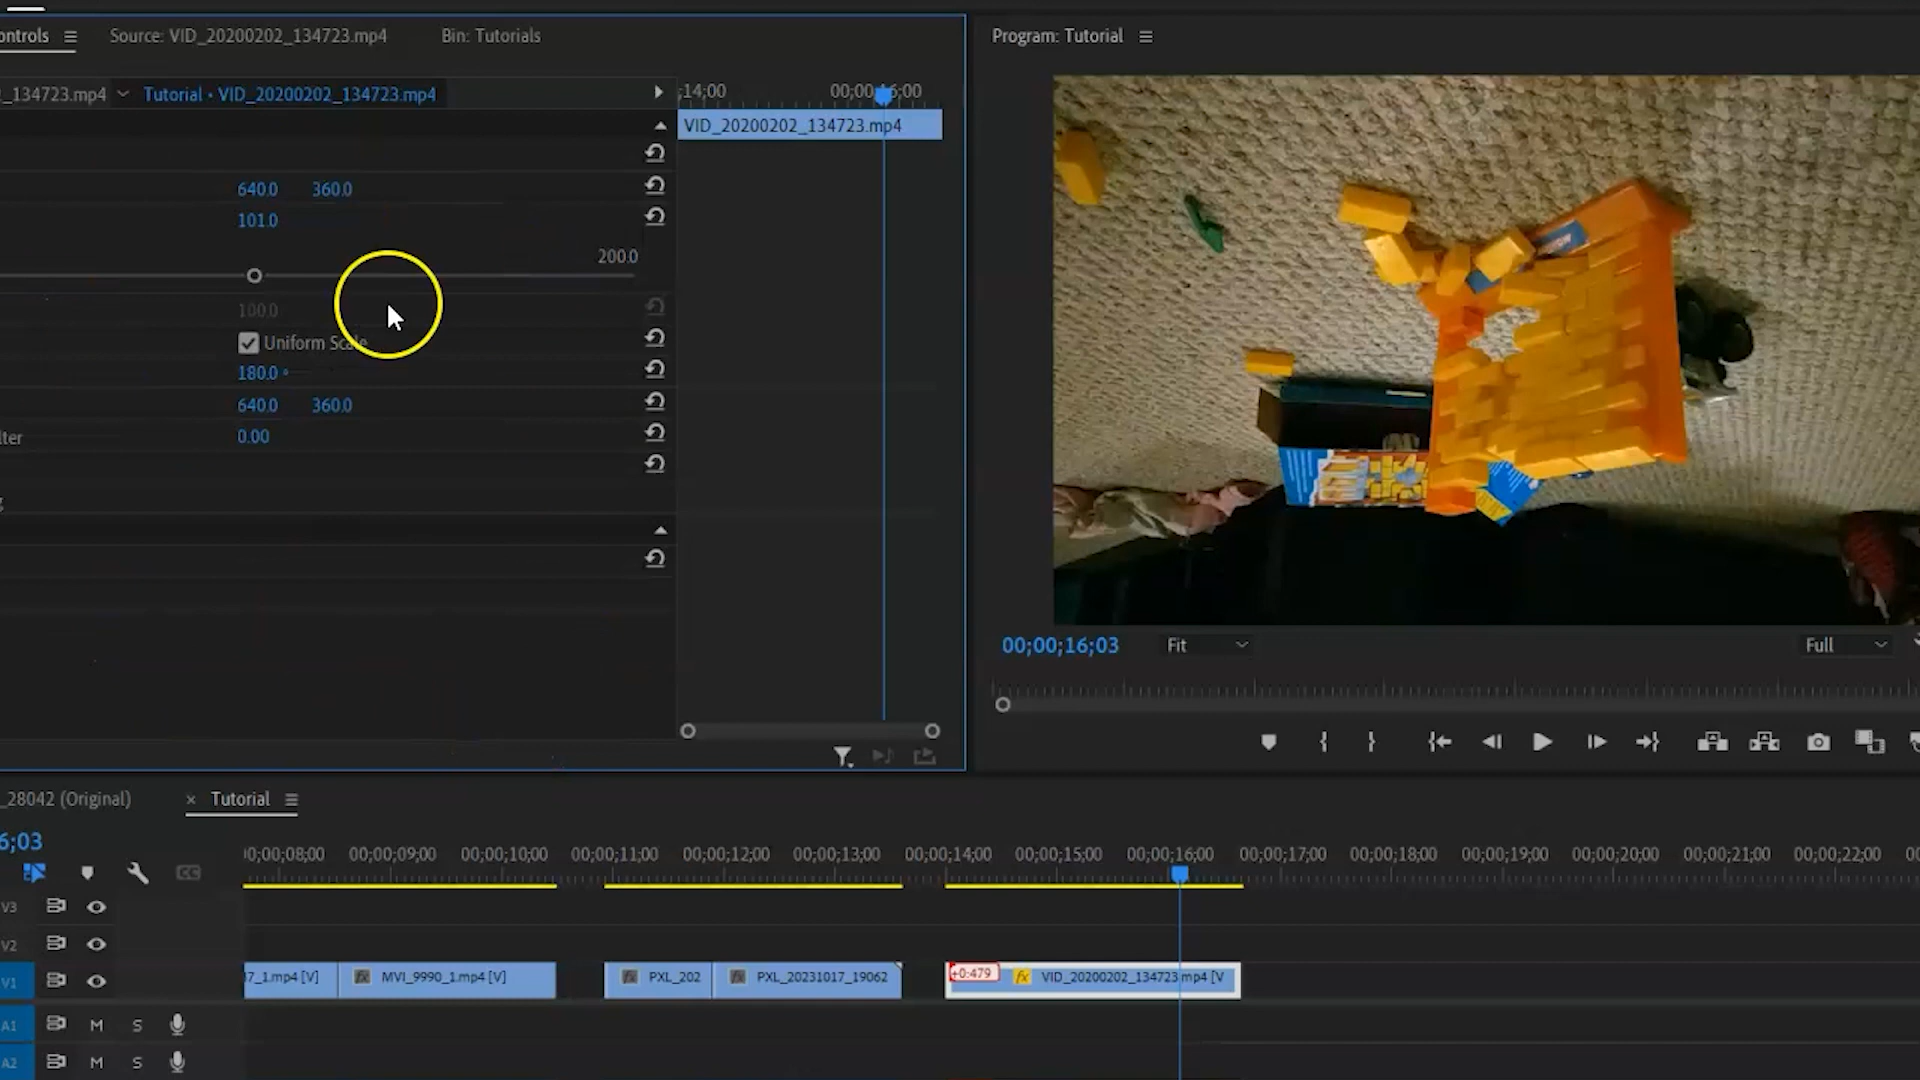 ontrols
Source: VID_20200202_134723.mp4
Bin: Tutorials
Program: Tutorial
_134723.mp4
Tutorial • VID_20200202_134723.mp4
;14;00
VID_20200202_134723.mp4
640.0 360.0
101.0
200.0
100.0
Uniform Scale
180.0 °
640.0 360.0
lter 0.00
g
00;00;16;03
Fit
Full
_28042 (Original)
× Tutorial
6;03
00;00;09;00 00;00;10;00 00;00;11;00 00;00;12;00 00;00;13;00 00;00;14;00 00;00;15;00 00;00;16;00 00;00;17;00 00;00;18;00 00;00;19;00 00;00;20;00 00;00;21;00 00;00;22;00
V3
V2
V1
7_1.mp4 [V]
fx MVI_9990_1.mp4 [V]
fx PXL_202
fx PXL_20231017_19062
+0:479
fx VID_20200202_134723.mp4 [V
A1 M S
A2 M S